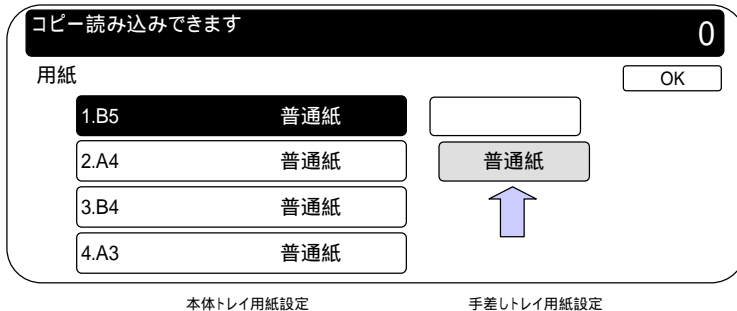 コピー読み込みできます 0
用紙 OK
1.B5 普通紙
2.A4 普通紙 普通紙
3.B4 普通紙
4.A3 普通紙
本体トレイ用紙設定 手差しトレイ用紙設定